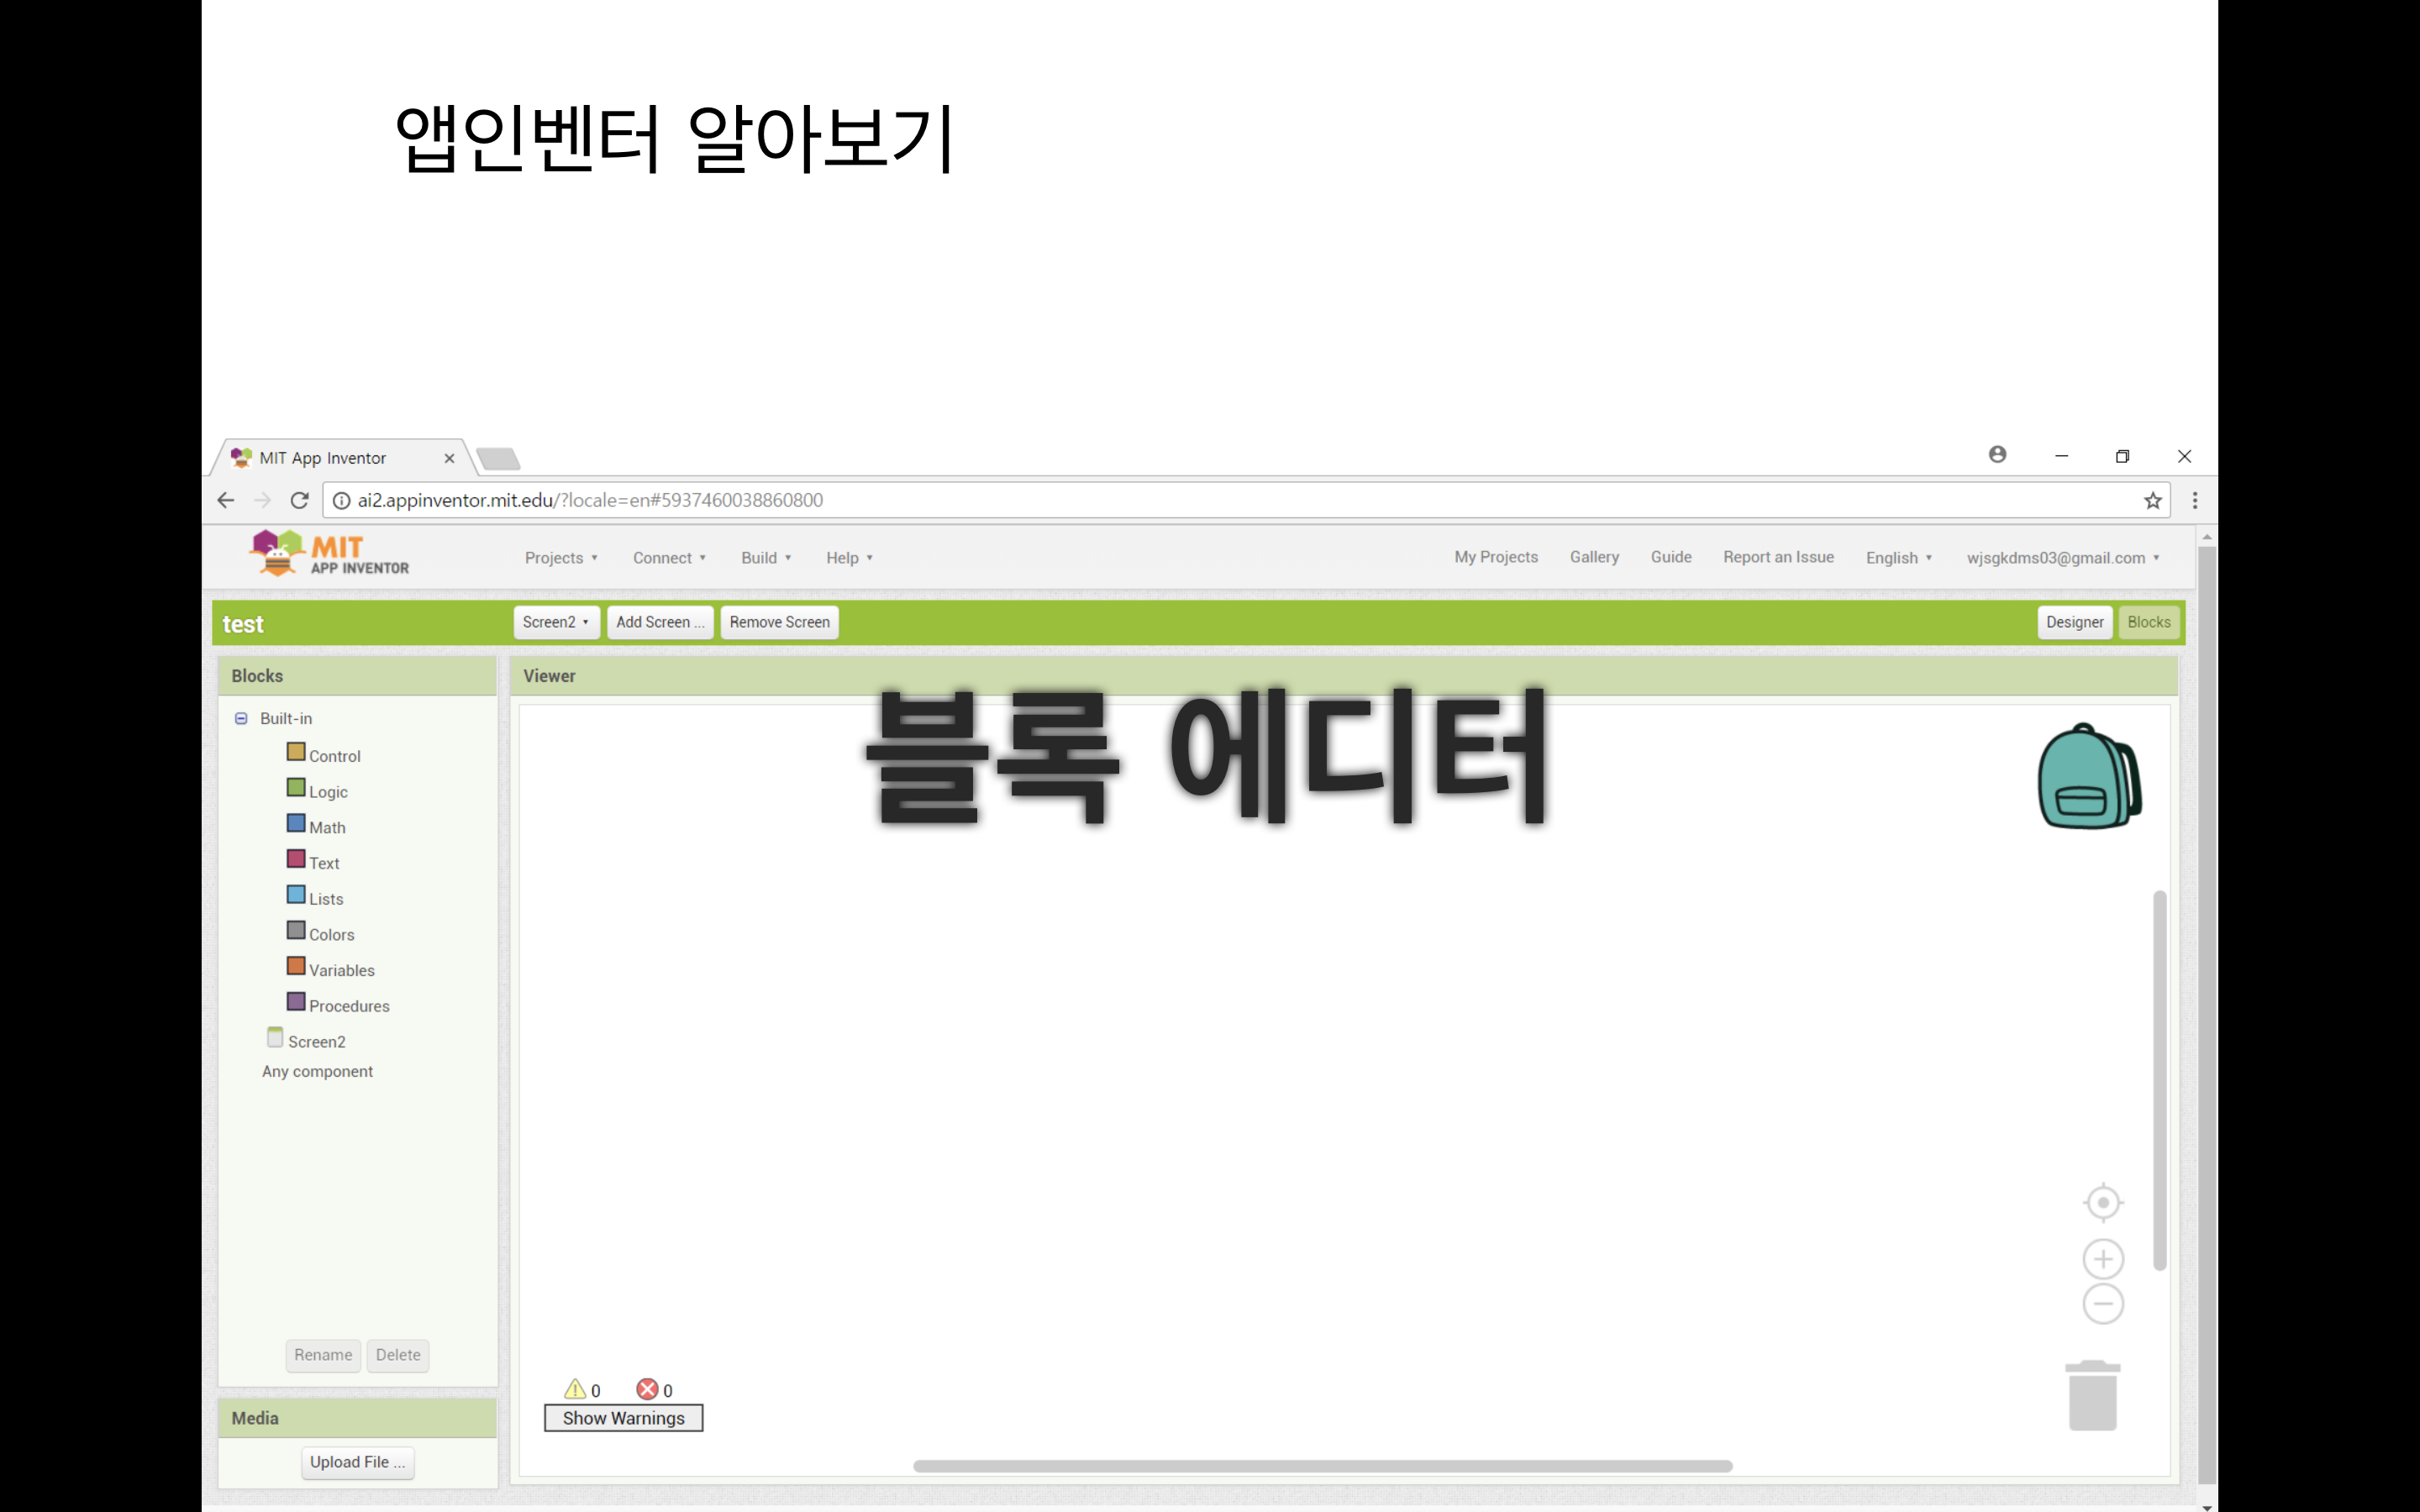 앱인벤터 알아보기
MIT App Inventor
ai2.appinventor.mit.edu/?locale=en#5937460038860800
MIT
APP INVENTOR
Projects Connect Build Help My Projects Gallery Guide Report an Issue English wjsgkdms03@gmail.com
test Screen2 Add Screen ... Remove Screen Designer Blocks
Blocks Viewer
블록 에디터
Built-in
Control
Logic
Math
Text
Lists
Colors
Variables
Procedures
Screen2
Any component
Rename Delete
0 0
Show Warnings
Media
Upload File ...